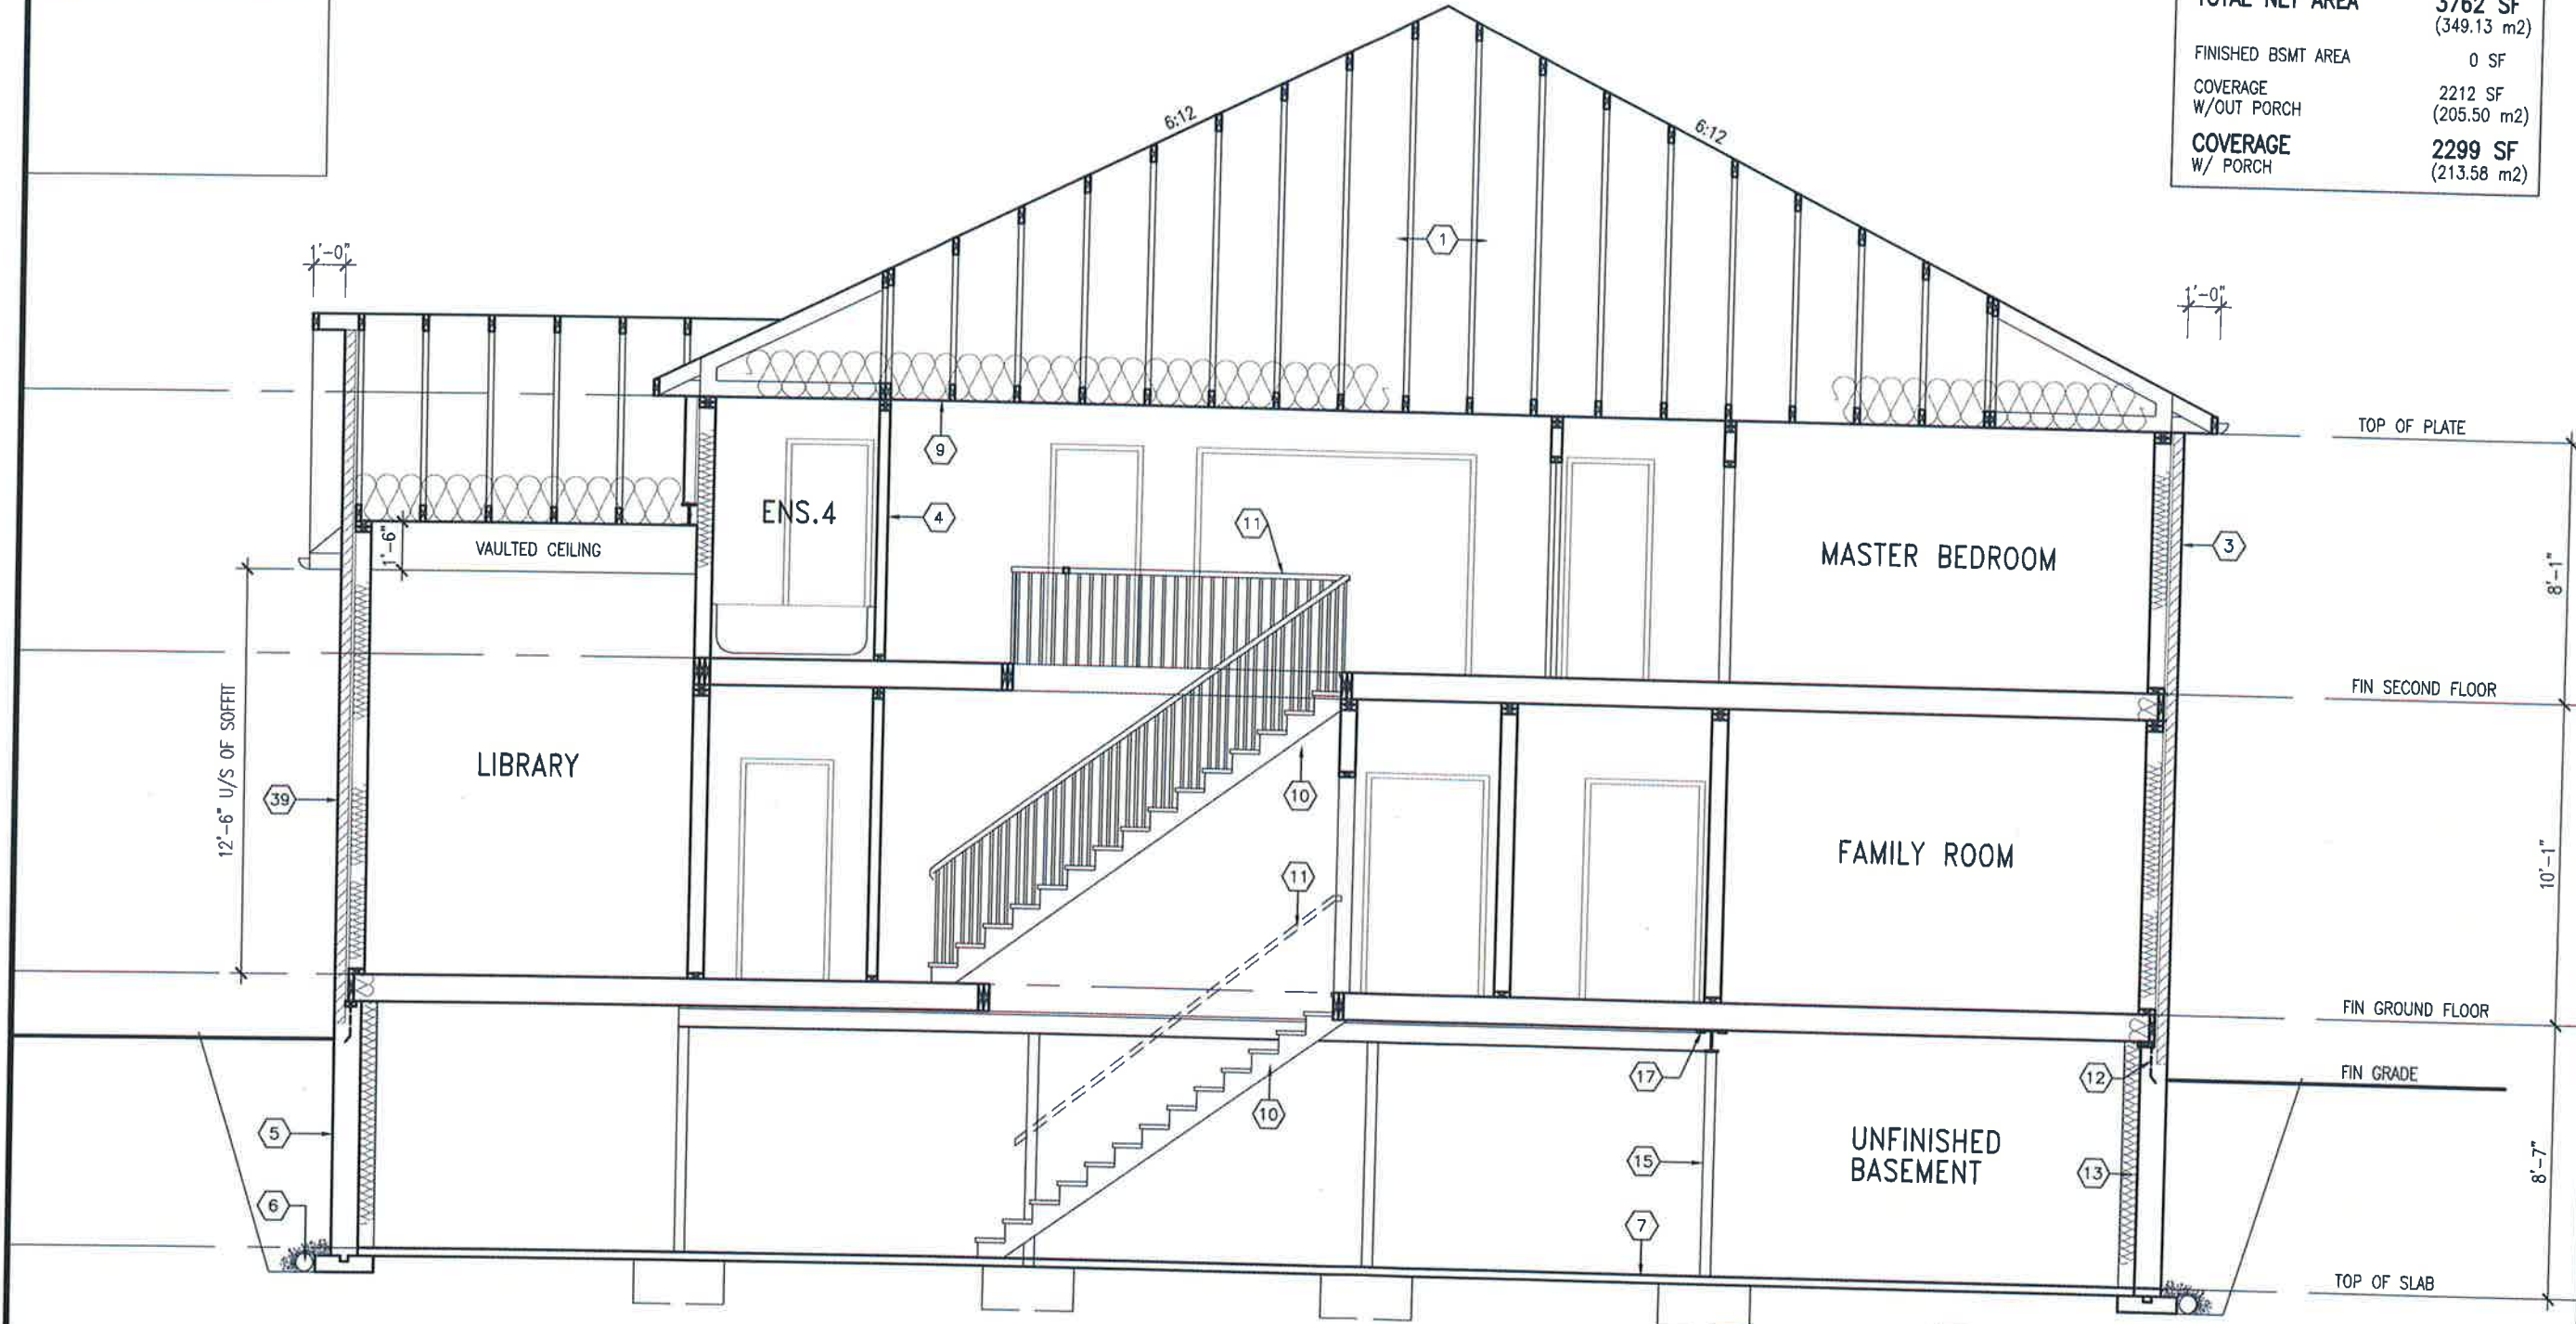 TOTAL NET AREA 3762 SF
(349.13 m2)
FINISHED BSMT AREA 0 SF
COVERAGE 2212 SF
W/OUT PORCH (205.50 m2)
COVERAGE 2299 SF
W/ PORCH (213.58 m2)
6:12
6:12
1
1'-0"
1'-0"
TOP OF PLATE
9
ENS.4
4
11
VAULTED CEILING
1'-6"
MASTER BEDROOM
3
8'-1"
FIN SECOND FLOOR
12'-6" U/S OF SOFFIT
LIBRARY
39
10
FAMILY ROOM
11
10'-1"
FIN GROUND FLOOR
17
12
FIN GRADE
5
10
UNFINISHED
BASEMENT
15
13
8'-7"
6
7
TOP OF SLAB